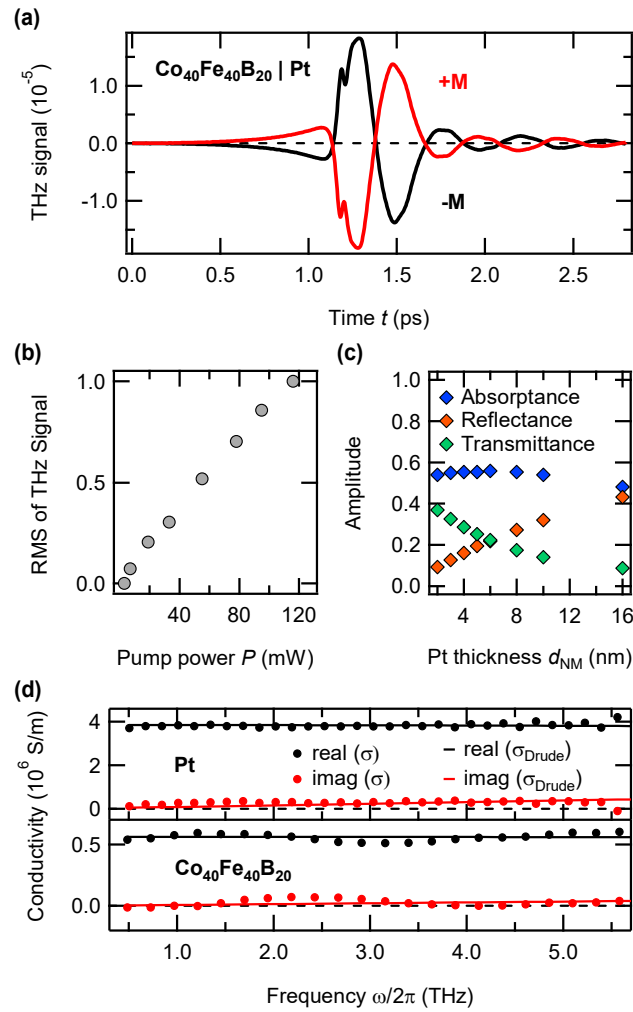 (a)
THz signal (10⁻⁵)
1.0
0.0
-1.0
Co₄₀Fe₄₀B₂₀ | Pt
+M
-M
0.0 0.5 1.0 1.5 2.0 2.5
Time t (ps)
(b)
RMS of THz Signal
1.0
0.5
0.0
0 40 80 120
Pump power P (mW)
(c)
Amplitude
1.0
0.8
0.6
0.4
0.2
0.0
Absorptance
Reflectance
Transmittance
4 8 12 16
Pt thickness dNM (nm)
(d)
Conductivity (10⁶ S/m)
4
2
0
Pt
real (σ)
real (σDrude)
imag (σ)
imag (σDrude)
0.5
0.0
Co₄₀Fe₄₀B₂₀
1.0 2.0 3.0 4.0 5.0
Frequency ω/2π (THz)